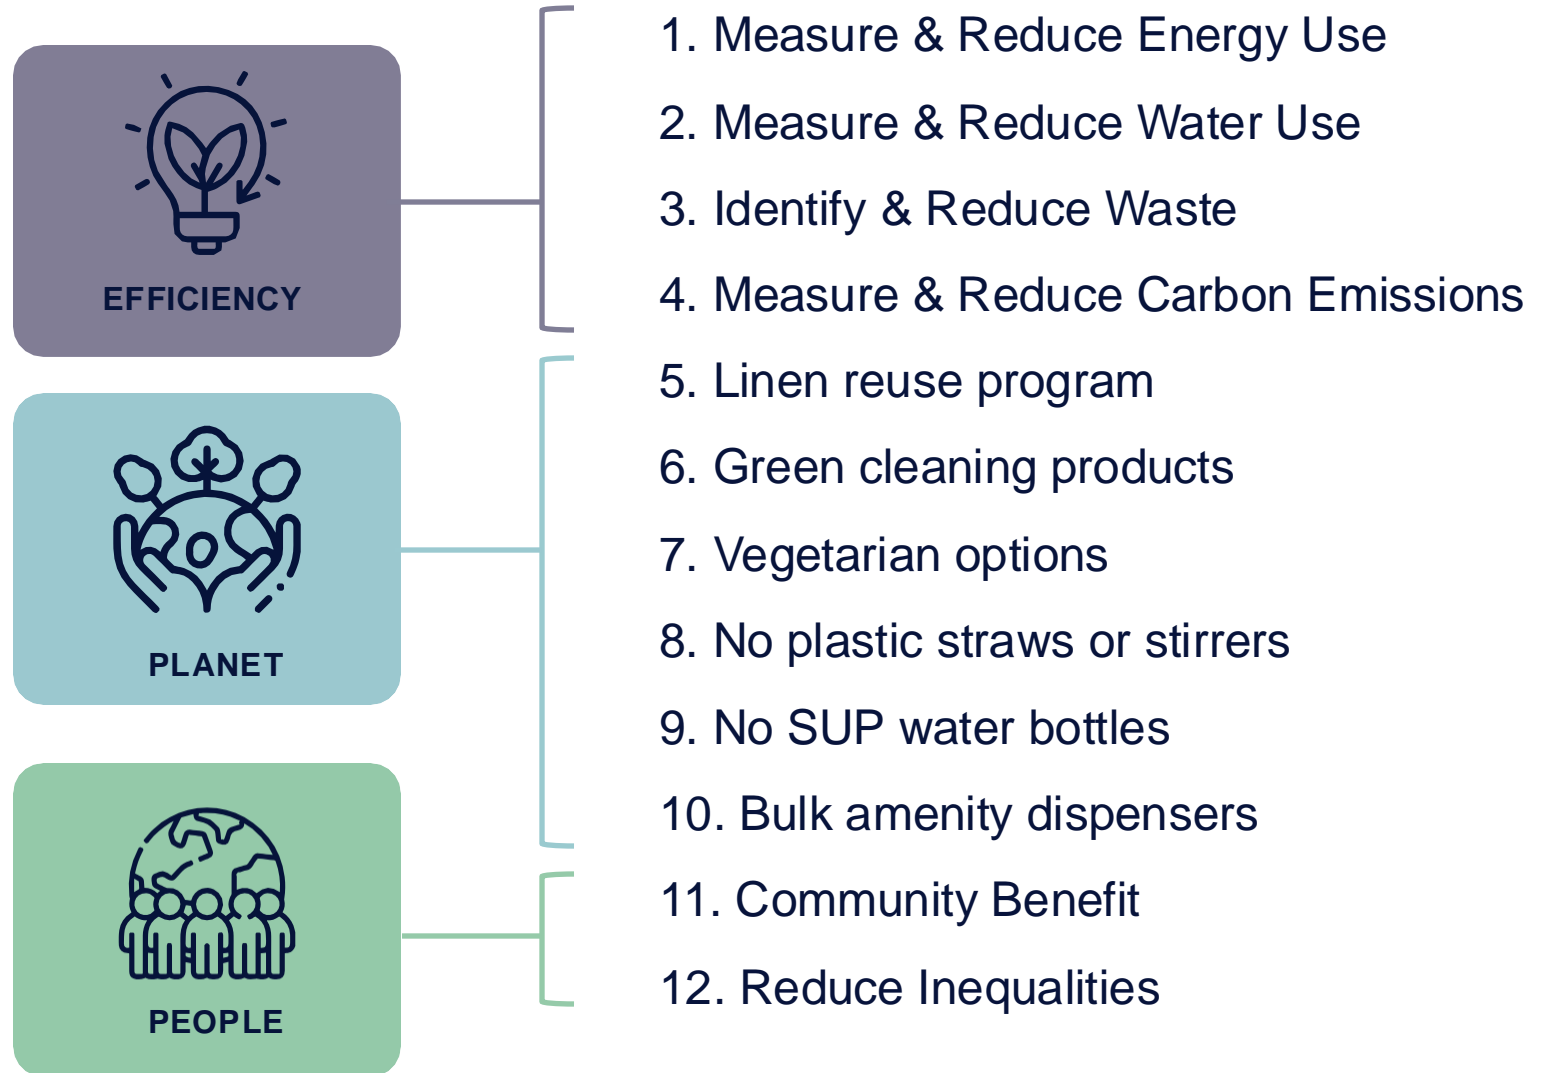 EFFICIENCY
1. Measure & Reduce Energy Use
2. Measure & Reduce Water Use
3. Identify & Reduce Waste
4. Measure & Reduce Carbon Emissions
PLANET
5. Linen reuse program
6. Green cleaning products
7. Vegetarian options
8. No plastic straws or stirrers
9. No SUP water bottles
10. Bulk amenity dispensers
PEOPLE
11. Community Benefit
12. Reduce Inequalities